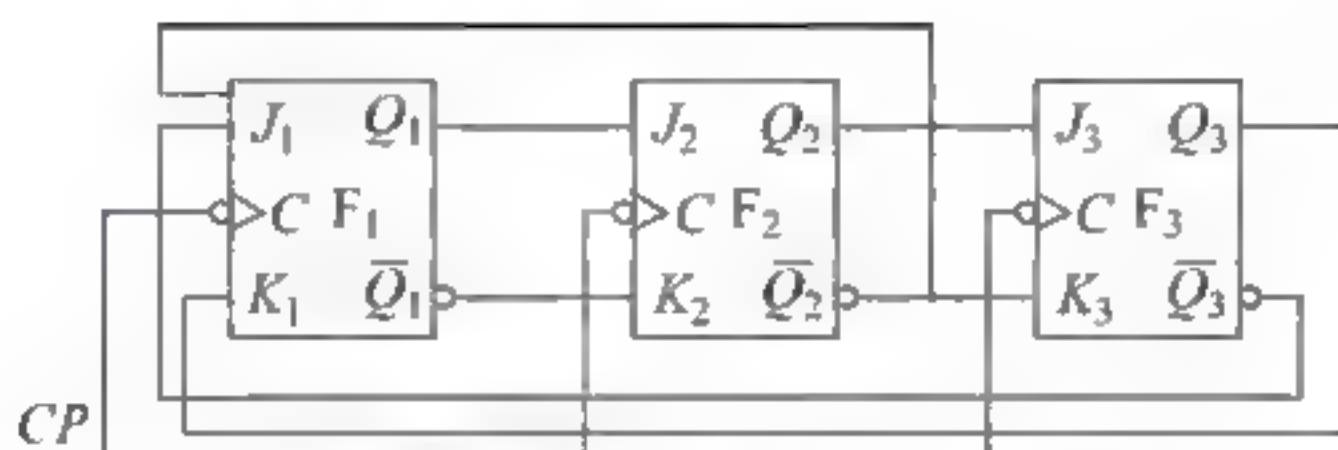 J₁ Q₁ J₂ Q₂ J₃ Q₃
C F₁ C F₂ C F₃
K₁ Q̅₁ K₂ Q̅₂ K₃ Q̅₃
CP